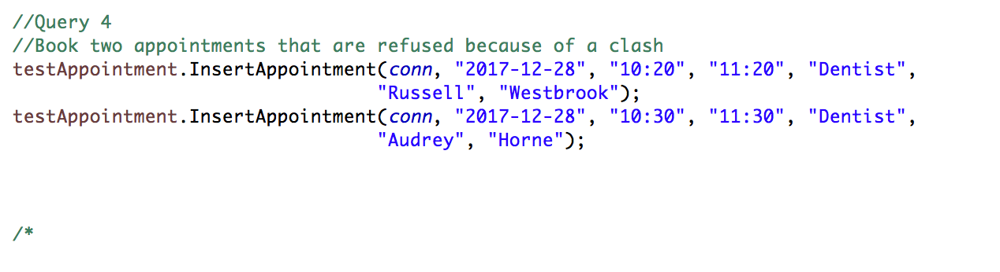 //Query 4
//Book two appointments that are refused because of a clash
testAppointment.InsertAppointment(conn, "2017-12-28", "10:20", "11:20", "Dentist",
"Russell", "Westbrook");
testAppointment.InsertAppointment(conn, "2017-12-28", "10:30", "11:30", "Dentist",
"Audrey", "Horne");
/*